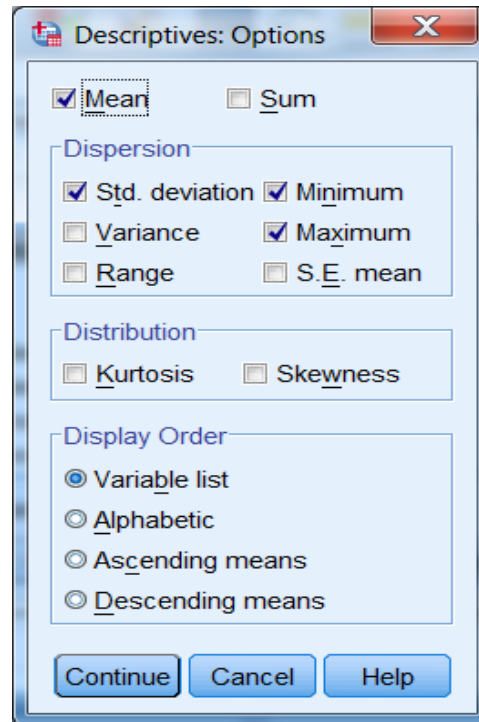 Descriptives: Options
Mean Sum
Dispersion
Std. deviation Minimum
Variance Maximum
Range S.E. mean
Distribution
Kurtosis Skewness
Display Order
Variable list
Alphabetic
Ascending means
Descending means
Continue Cancel Help